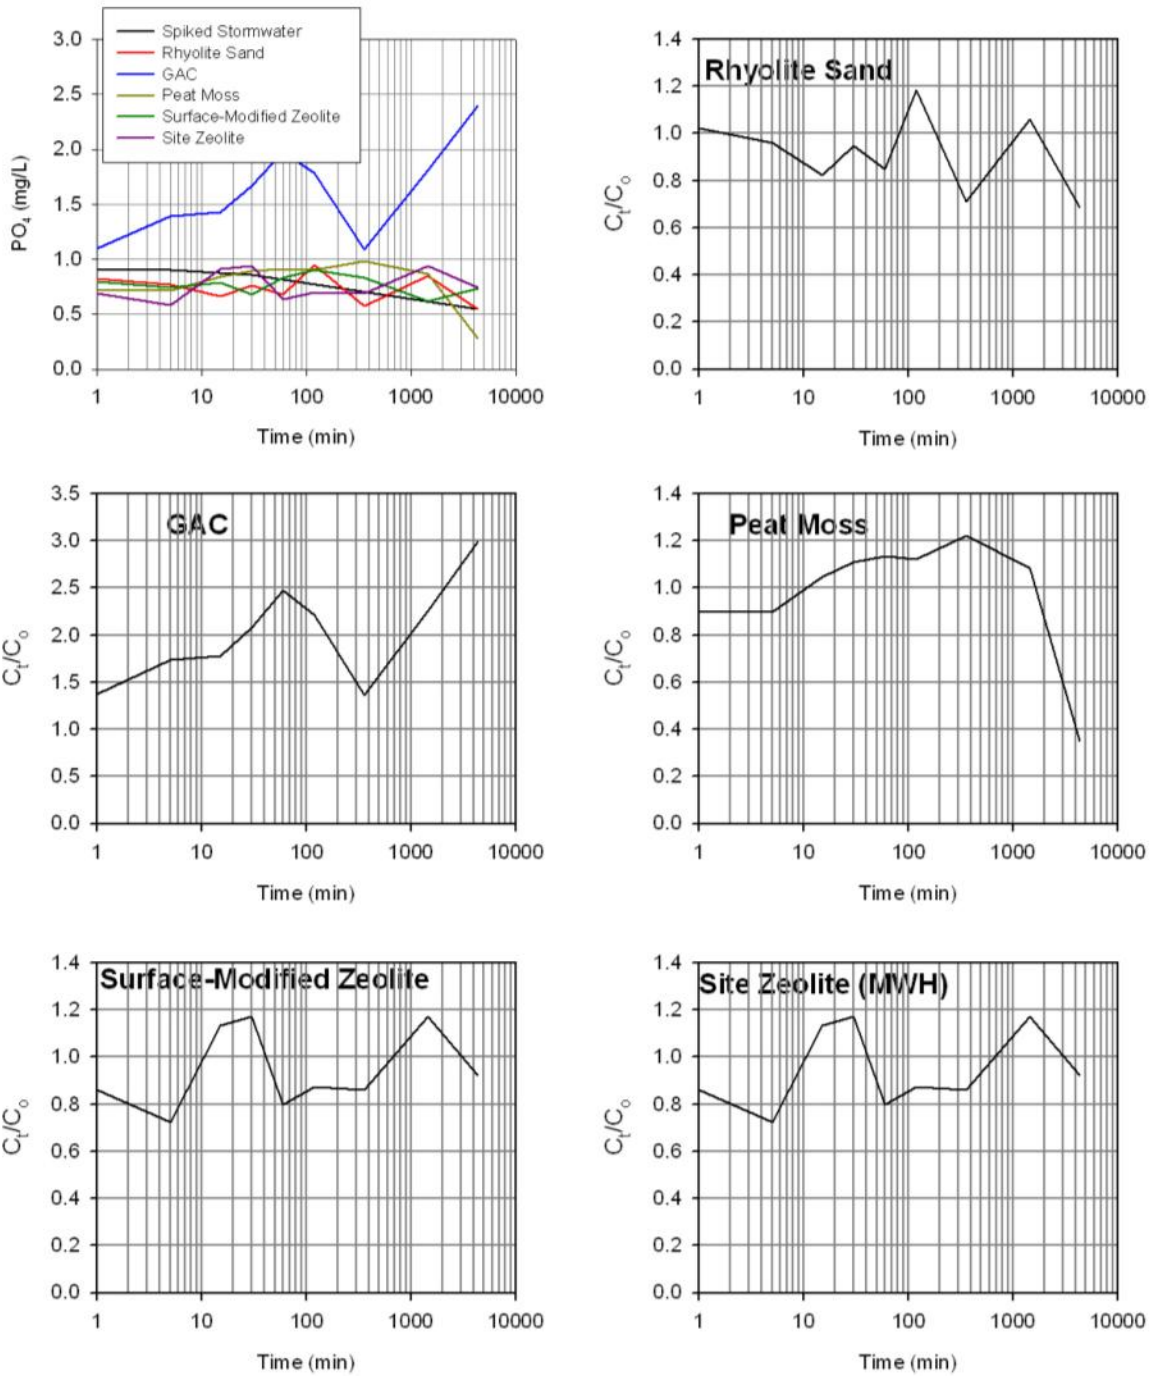 Spiked Stormwater
Rhyolite Sand
GAC
Peat Moss
Surface-Modified Zeolite
Site Zeolite
3.0
2.5
2.0
1.5
1.0
0.5
0.0
PO4 (mg/L)
1 10 100 1000 10000
Time (min)
Rhyolite Sand
1.4
1.2
1.0
0.8
0.6
0.4
0.2
0.0
Ct/Co
1 10 100 1000 10000
Time (min)
GAC
3.5
3.0
2.5
2.0
1.5
1.0
0.5
0.0
Ct/Co
1 10 100 1000 10000
Time (min)
Peat Moss
1.4
1.2
1.0
0.8
0.6
0.4
0.2
0.0
Ct/Co
1 10 100 1000 10000
Time (min)
Surface-Modified Zeolite
1.4
1.2
1.0
0.8
0.6
0.4
0.2
0.0
Ct/Co
1 10 100 1000 10000
Time (min)
Site Zeolite (MWH)
1.4
1.2
1.0
0.8
0.6
0.4
0.2
0.0
Ct/Co
1 10 100 1000 10000
Time (min)